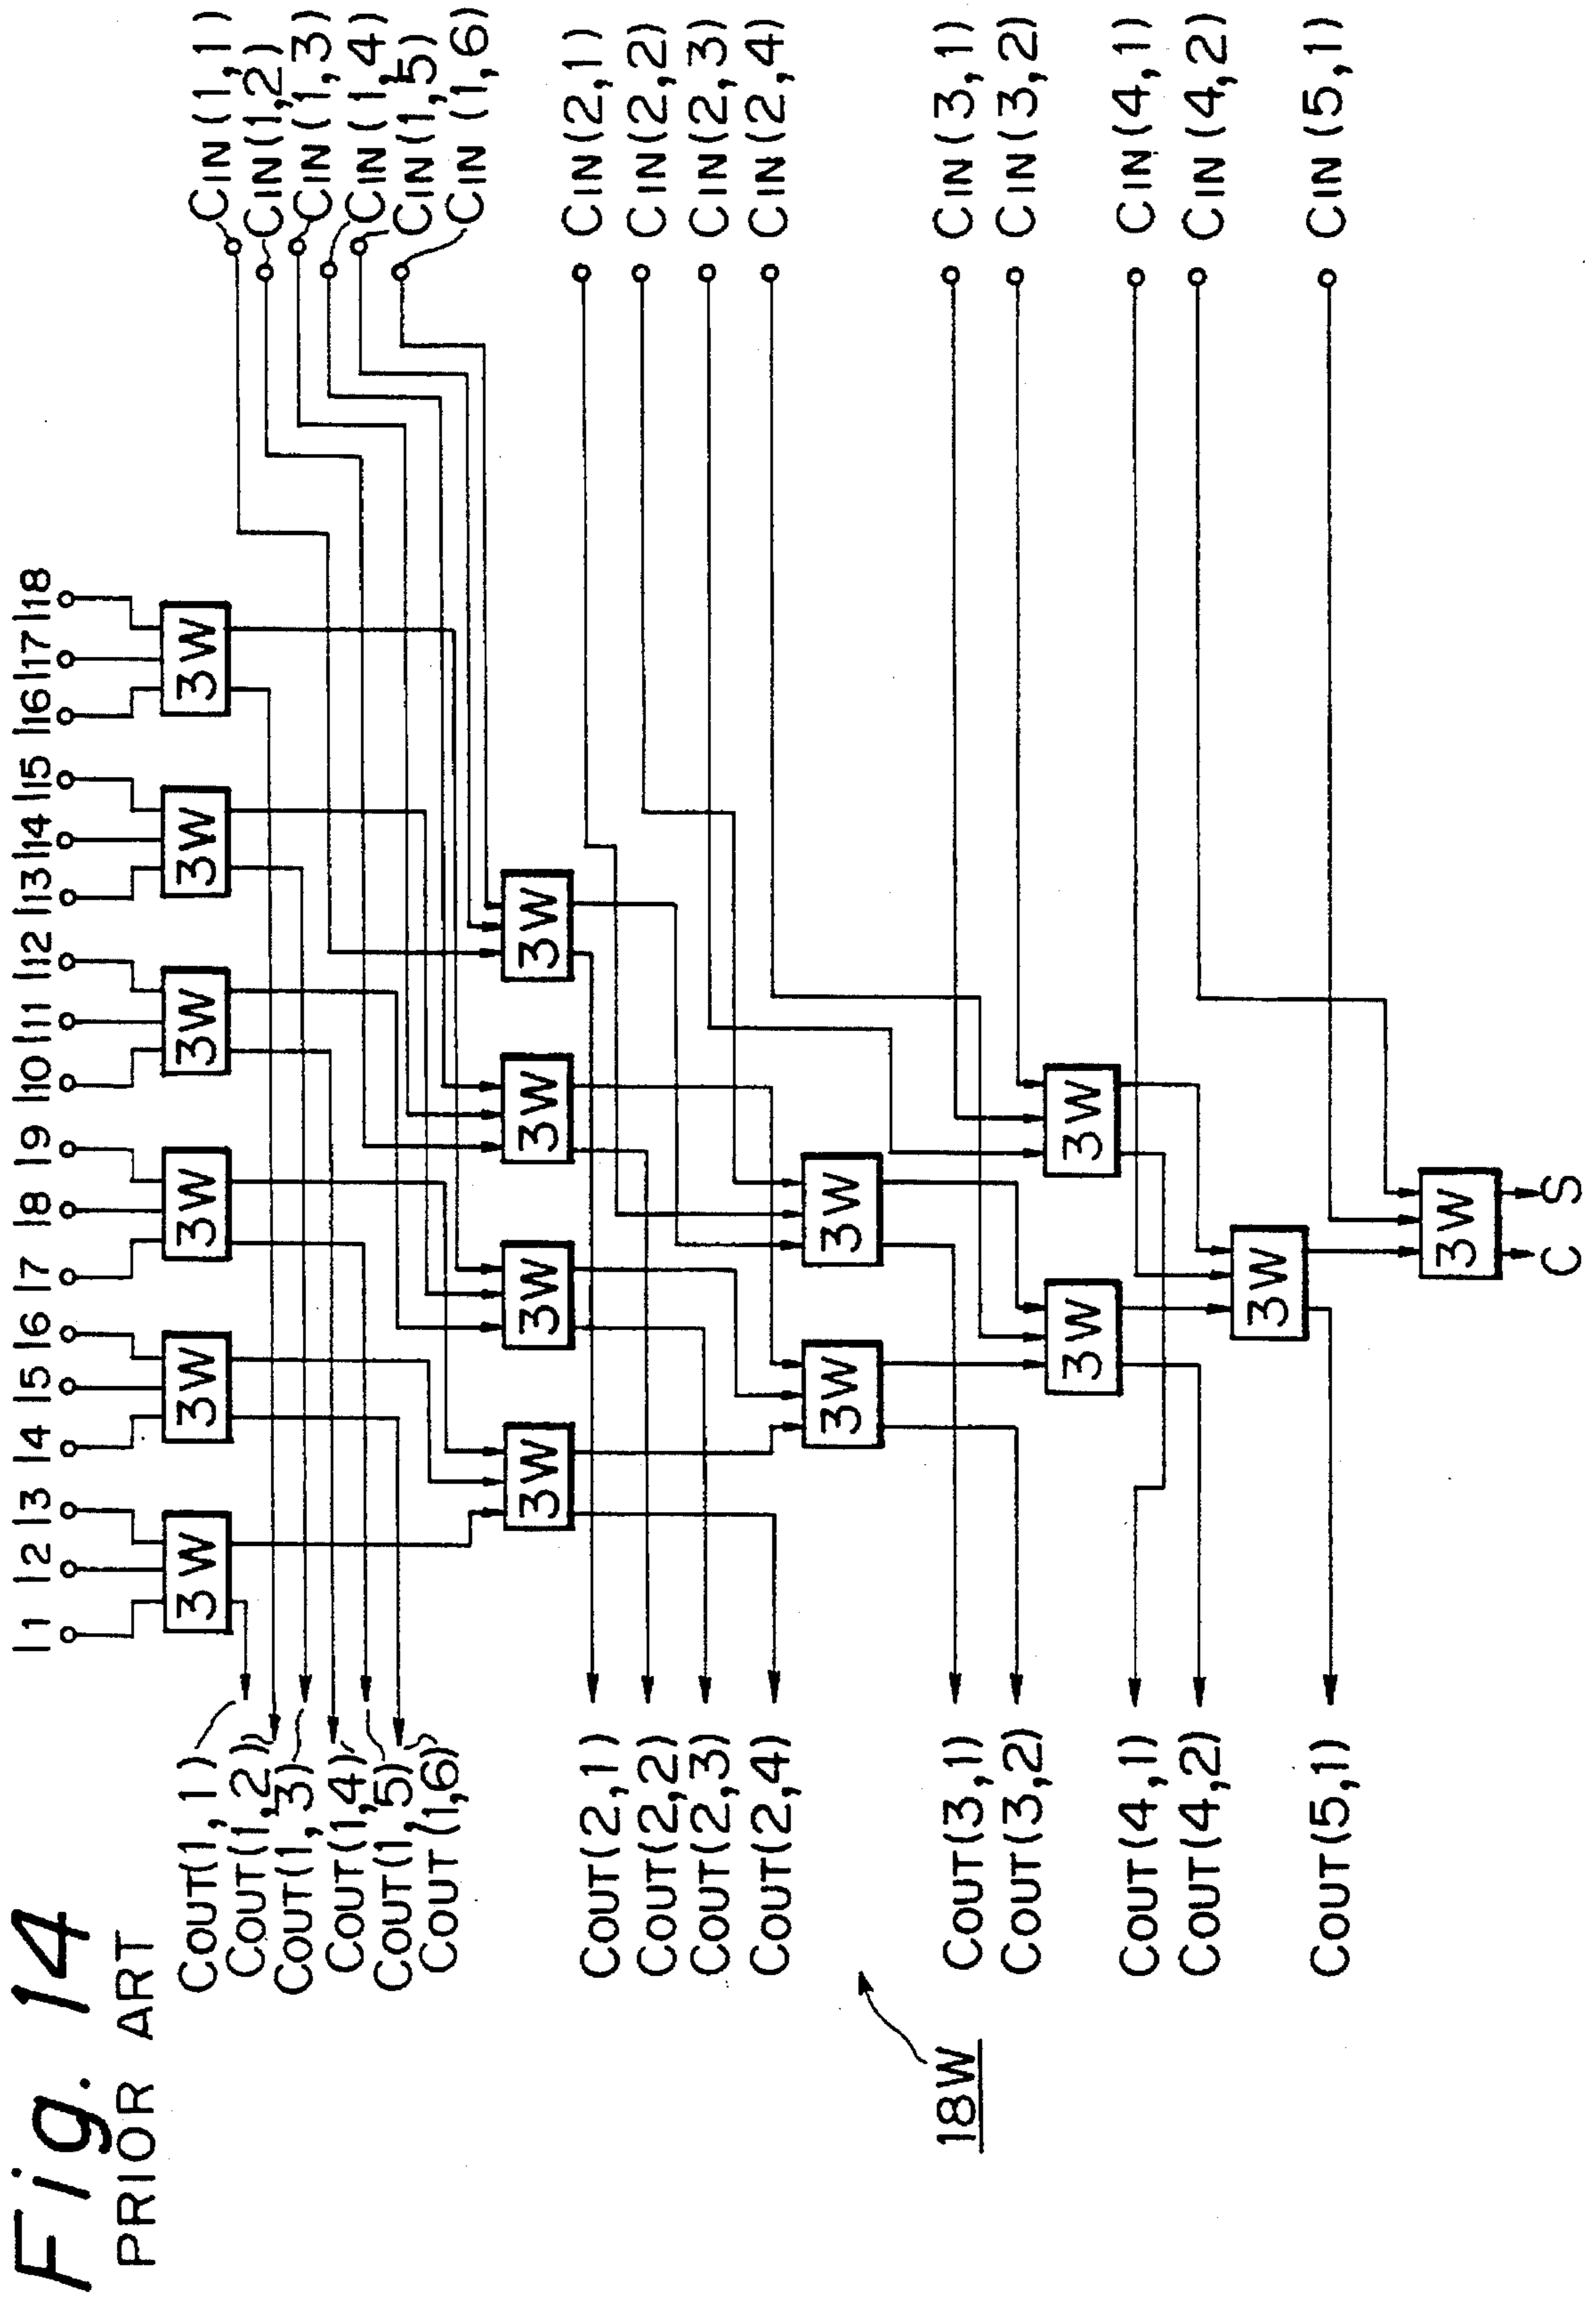 Fig. 14
PRIOR ART
I1 I2 I3 I4 I5 I6 I7 I8 I9 I10 I11 I12 I13 I14 I15 I16 I17 I18
3W 3W 3W 3W 3W 3W
COUT(1,1)
COUT(1,2)
COUT(1,3)
COUT(1,4)
COUT(1,5)
COUT(1,6)
CIN(1,1)
CIN(1,2)
CIN(1,3)
CIN(1,4)
CIN(1,5)
CIN(1,6)
3W 3W 3W 3W
COUT(2,1)
COUT(2,2)
COUT(2,3)
COUT(2,4)
CIN(2,1)
CIN(2,2)
CIN(2,3)
CIN(2,4)
3W 3W
18W
COUT(3,1)
COUT(3,2)
CIN(3,1)
CIN(3,2)
3W 3W
COUT(4,1)
COUT(4,2)
CIN(4,1)
CIN(4,2)
3W
COUT(5,1)
CIN(5,1)
3W
C S